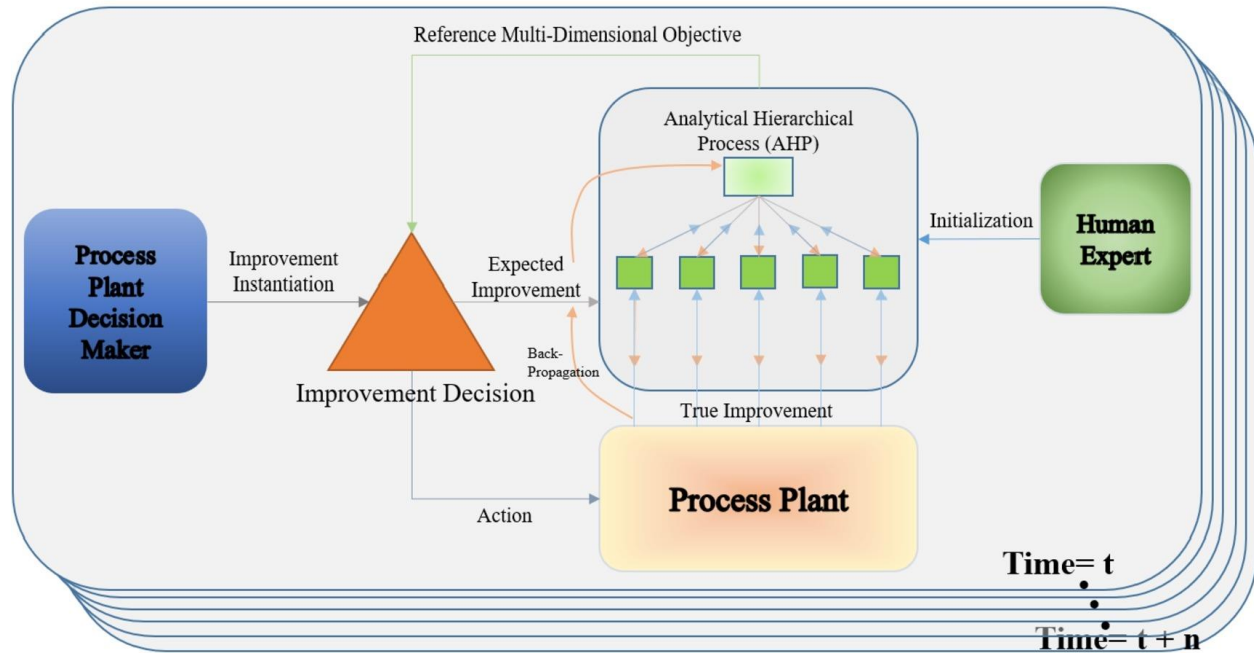 Reference Multi-Dimensional Objective
Analytical Hierarchical
Process (AHP)
Process
Plant
Decision
Maker
Improvement
Instantiation
Expected
Improvement
Initialization
Human
Expert
Back-
Propagation
Improvement Decision
True Improvement
Action
Process Plant
Time= t
Time= t + n